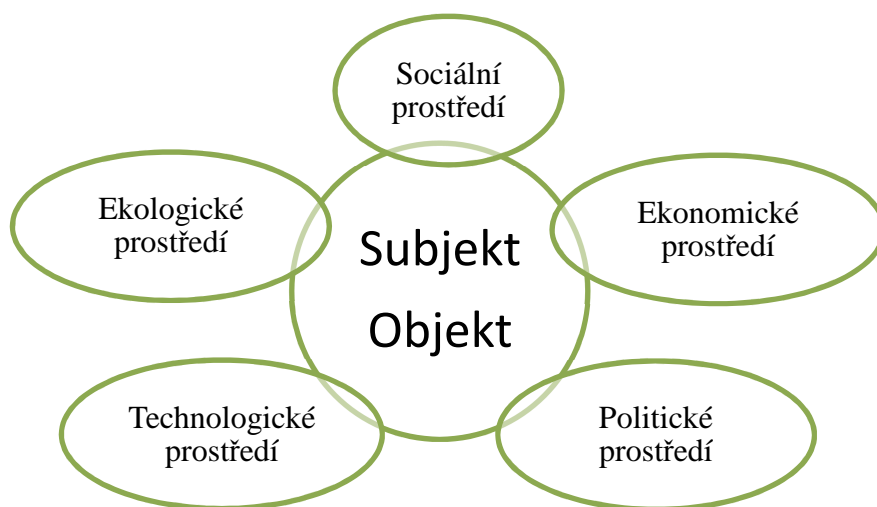 Sociální
prostředí
Ekologické
prostředí
Subjekt
Objekt
Ekonomické
prostředí
Technologické
prostředí
Politické
prostředí